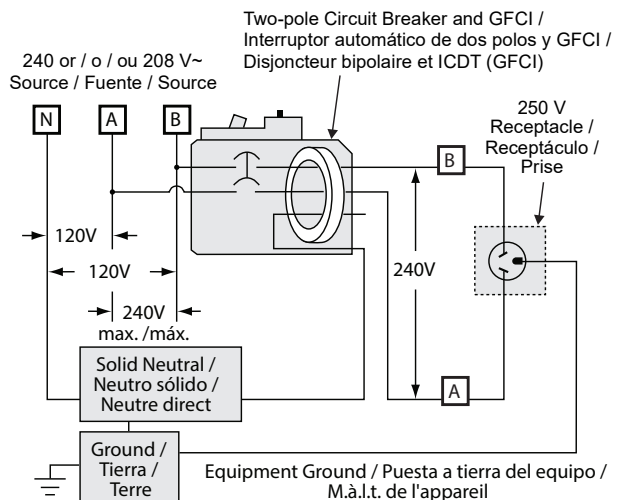 Two-pole Circuit Breaker and GFCI /
Interruptor automático de dos polos y GFCI /
Disjoncteur bipolaire et ICDT (GFCI)
240 or / o / ou 208 V~
Source / Fuente / Source
N
A
B
250 V
Receptacle /
Receptáculo /
Prise
B
120V
120V
240V
240V
max. /máx.
Solid Neutral /
Neutro sólido /
Neutre direct
A
Ground /
Tierra /
Terre
Equipment Ground / Puesta a tierra del equipo /
M.à.l.t. de l'appareil